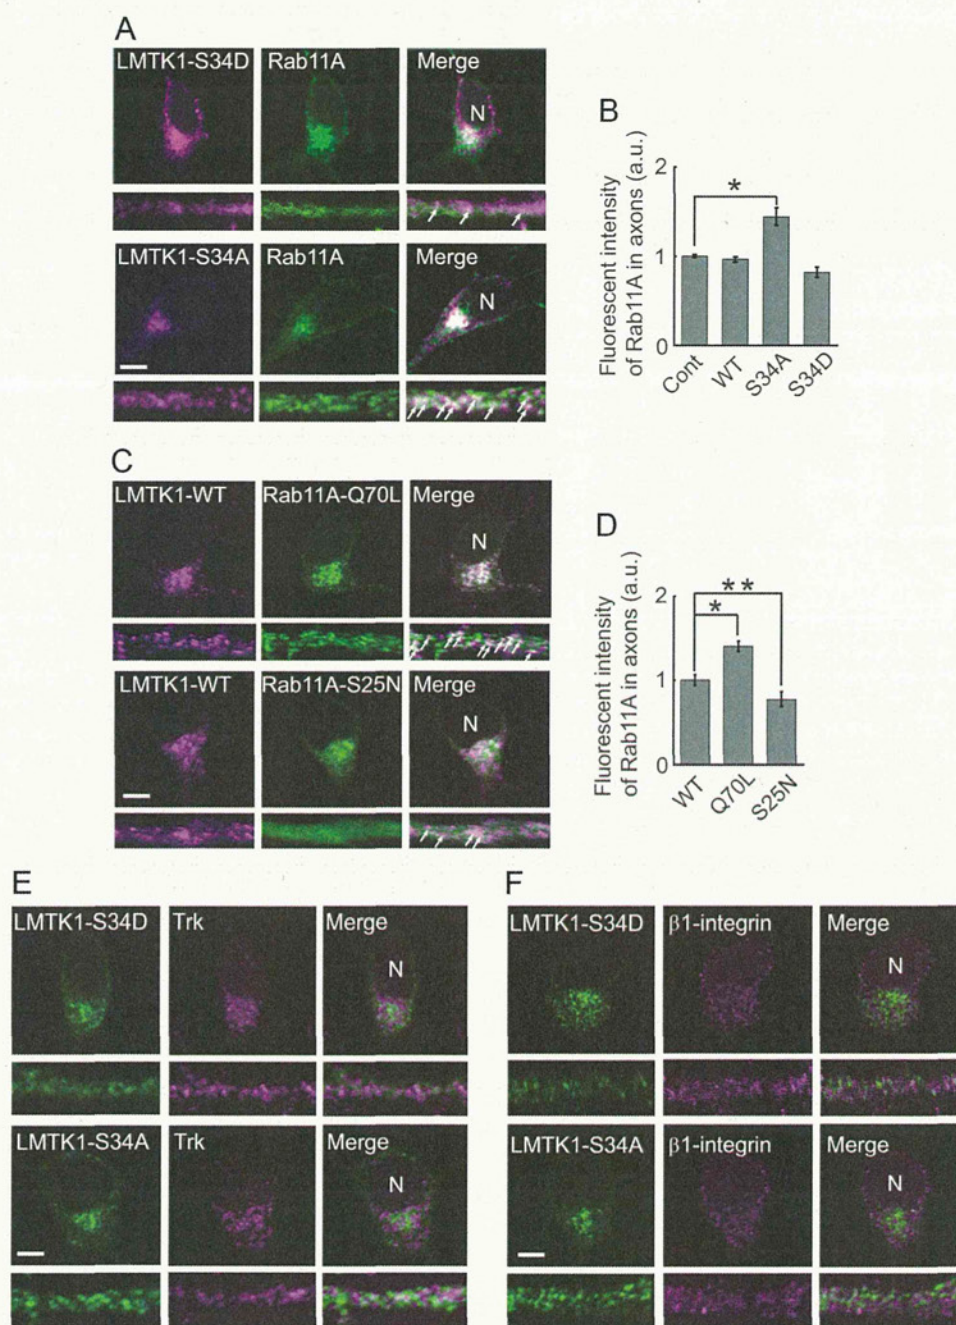 A
LMTK1-S34D Rab11A Merge
N
LMTK1-S34A Rab11A Merge
N
B
Fluorescent intensity
of Rab11A in axons (a.u.)
2
1
0
*
Cont WT S34A S34D
C
LMTK1-WT Rab11A-Q70L Merge
N
LMTK1-WT Rab11A-S25N Merge
N
D
Fluorescent intensity
of Rab11A in axons (a.u.)
2
1
0
**
*
WT Q70L S25N
E
LMTK1-S34D Trk Merge
N
LMTK1-S34A Trk Merge
N
F
LMTK1-S34D β1-integrin Merge
N
LMTK1-S34A β1-integrin Merge
N